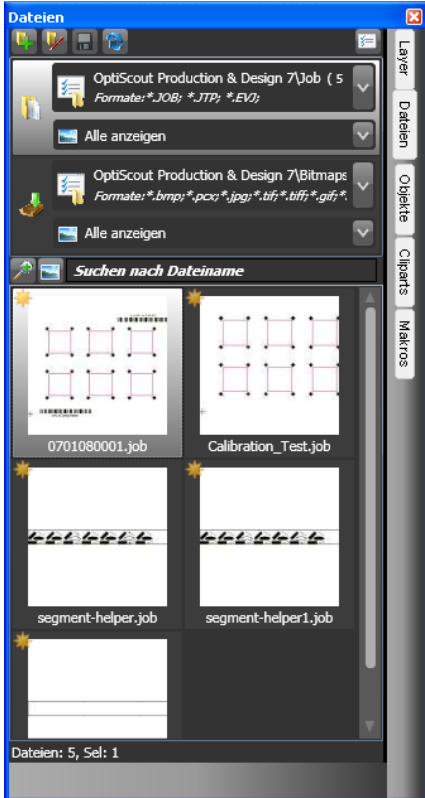 Dateien
OptiScout Production & Design 7\Job ( 5
Formate:*.JOB; *.JTP; *.EVJ;
Alle anzeigen
OptiScout Production & Design 7\Bitmaps
Formate:*.bmp;*.pcx;*.jpg;*.tif;*.tiff;*.gif;*.
Alle anzeigen
Suchen nach Dateiname
0701080001.job
Calibration_Test.job
segment-helper.job
segment-helper1.job
Dateien: 5, Sel: 1
Layer
Dateien
Objekte
Cliparts
Makros